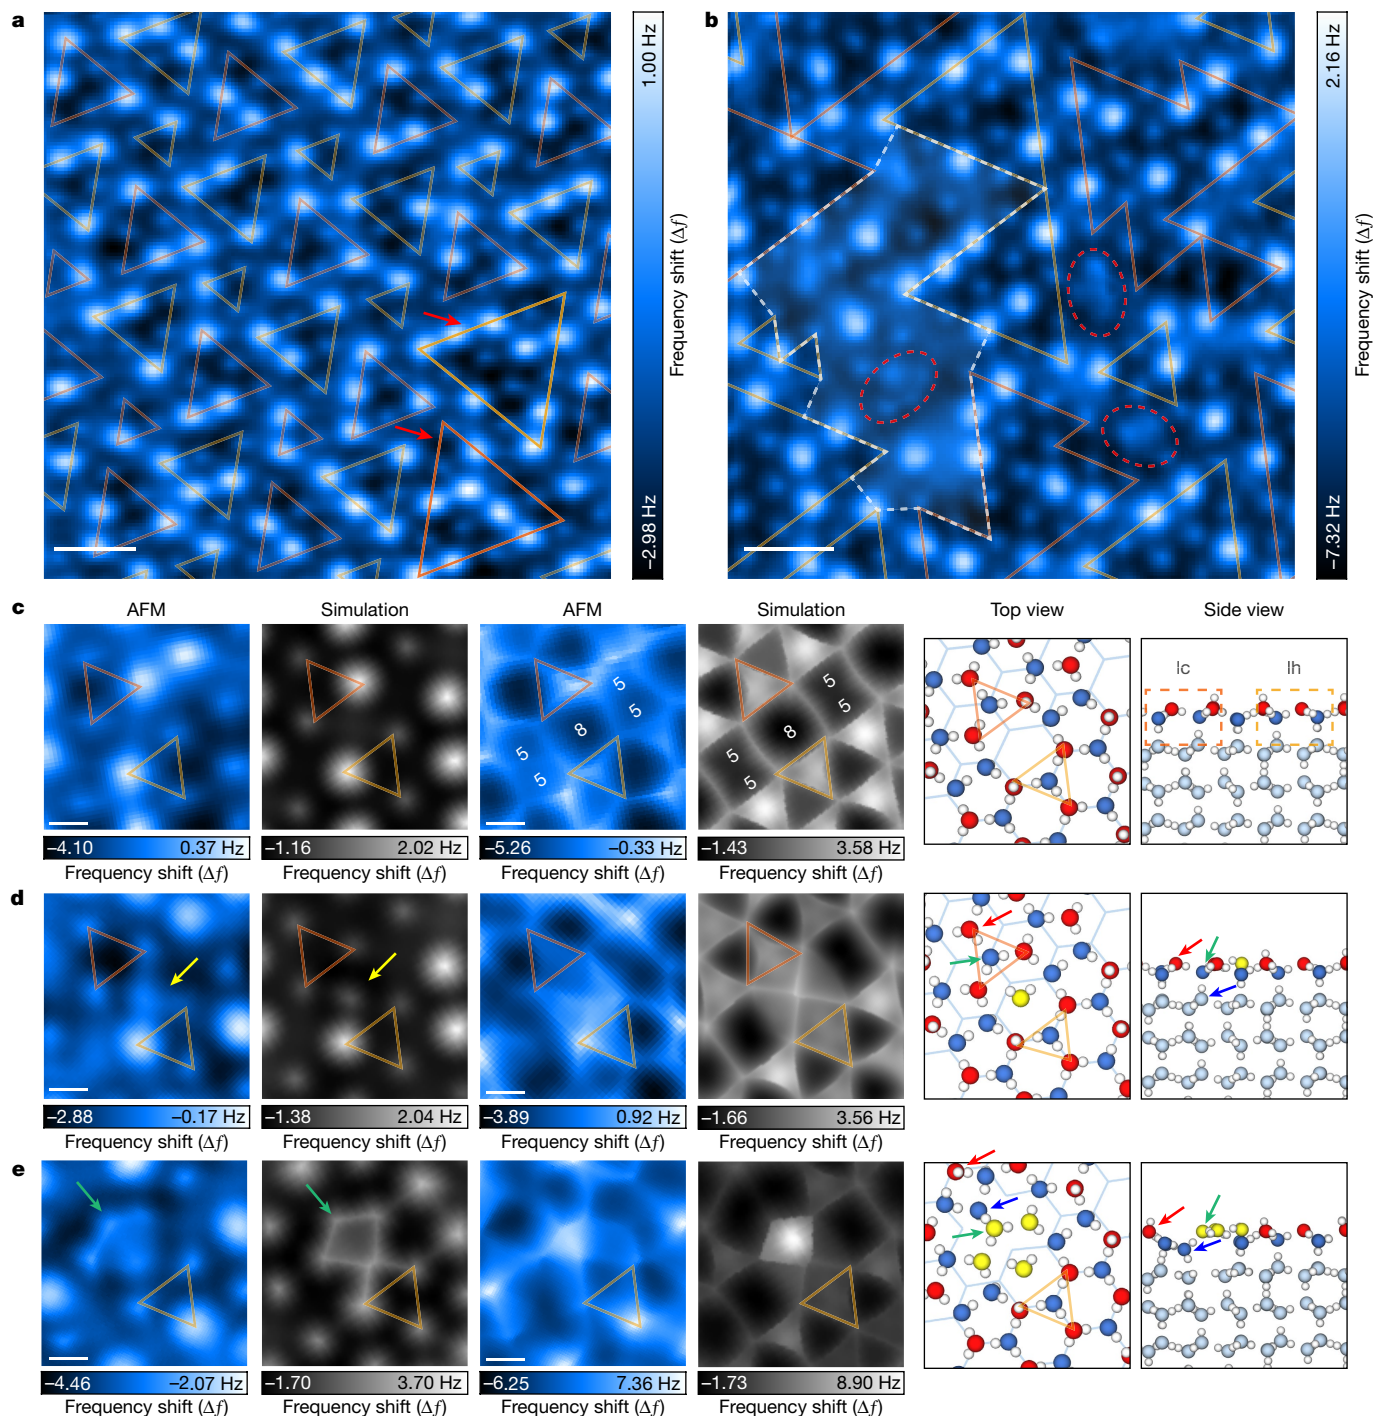 a
1.00 Hz
−2.98 Hz
Frequency shift (Δf)
b
2.16 Hz
−7.32 Hz
Frequency shift (Δf)
c
AFM
Simulation
AFM
Simulation
Top view
Side view
5
5
8
5
5
5
5
8
5
5
Ic
Ih
−4.10 0.37 Hz
−1.16 2.02 Hz
−5.26 −0.33 Hz
−1.43 3.58 Hz
Frequency shift (Δf)
Frequency shift (Δf)
Frequency shift (Δf)
Frequency shift (Δf)
d
−2.88 −0.17 Hz
−1.38 2.04 Hz
−3.89 0.92 Hz
−1.66 3.56 Hz
Frequency shift (Δf)
Frequency shift (Δf)
Frequency shift (Δf)
Frequency shift (Δf)
e
−4.46 −2.07 Hz
−1.70 3.70 Hz
−6.25 7.36 Hz
−1.73 8.90 Hz
Frequency shift (Δf)
Frequency shift (Δf)
Frequency shift (Δf)
Frequency shift (Δf)